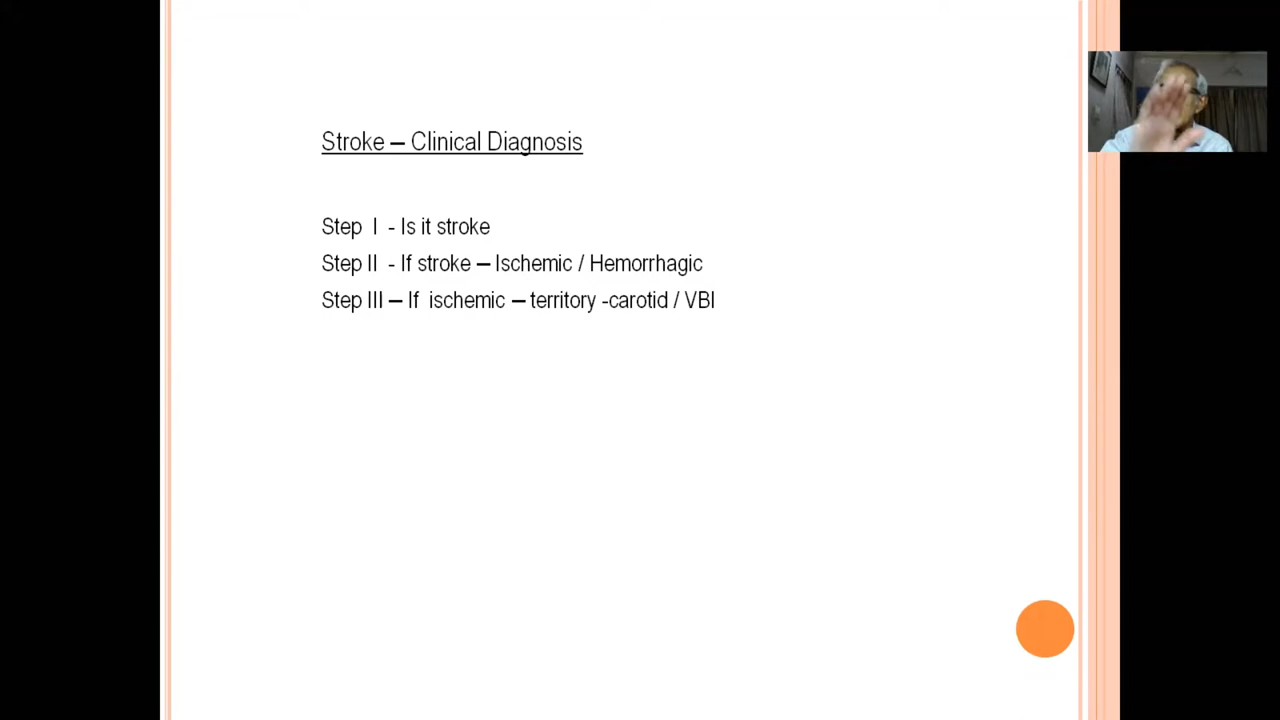 Stroke – Clinical Diagnosis
Step I - Is it stroke
Step II - If stroke – Ischemic / Hemorrhagic
Step III – If ischemic – territory -carotid / VBI